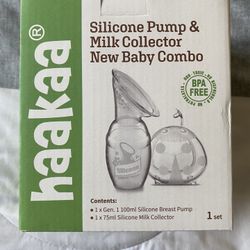 haakaa®
Silicone Pump &
Milk Collector
New Baby Combo
BPA
FREE
Contents:
• 1 x Gen. 1 100ml Silicone Breast Pump
• 1 x 75ml Silicone Milk Collector
1 set